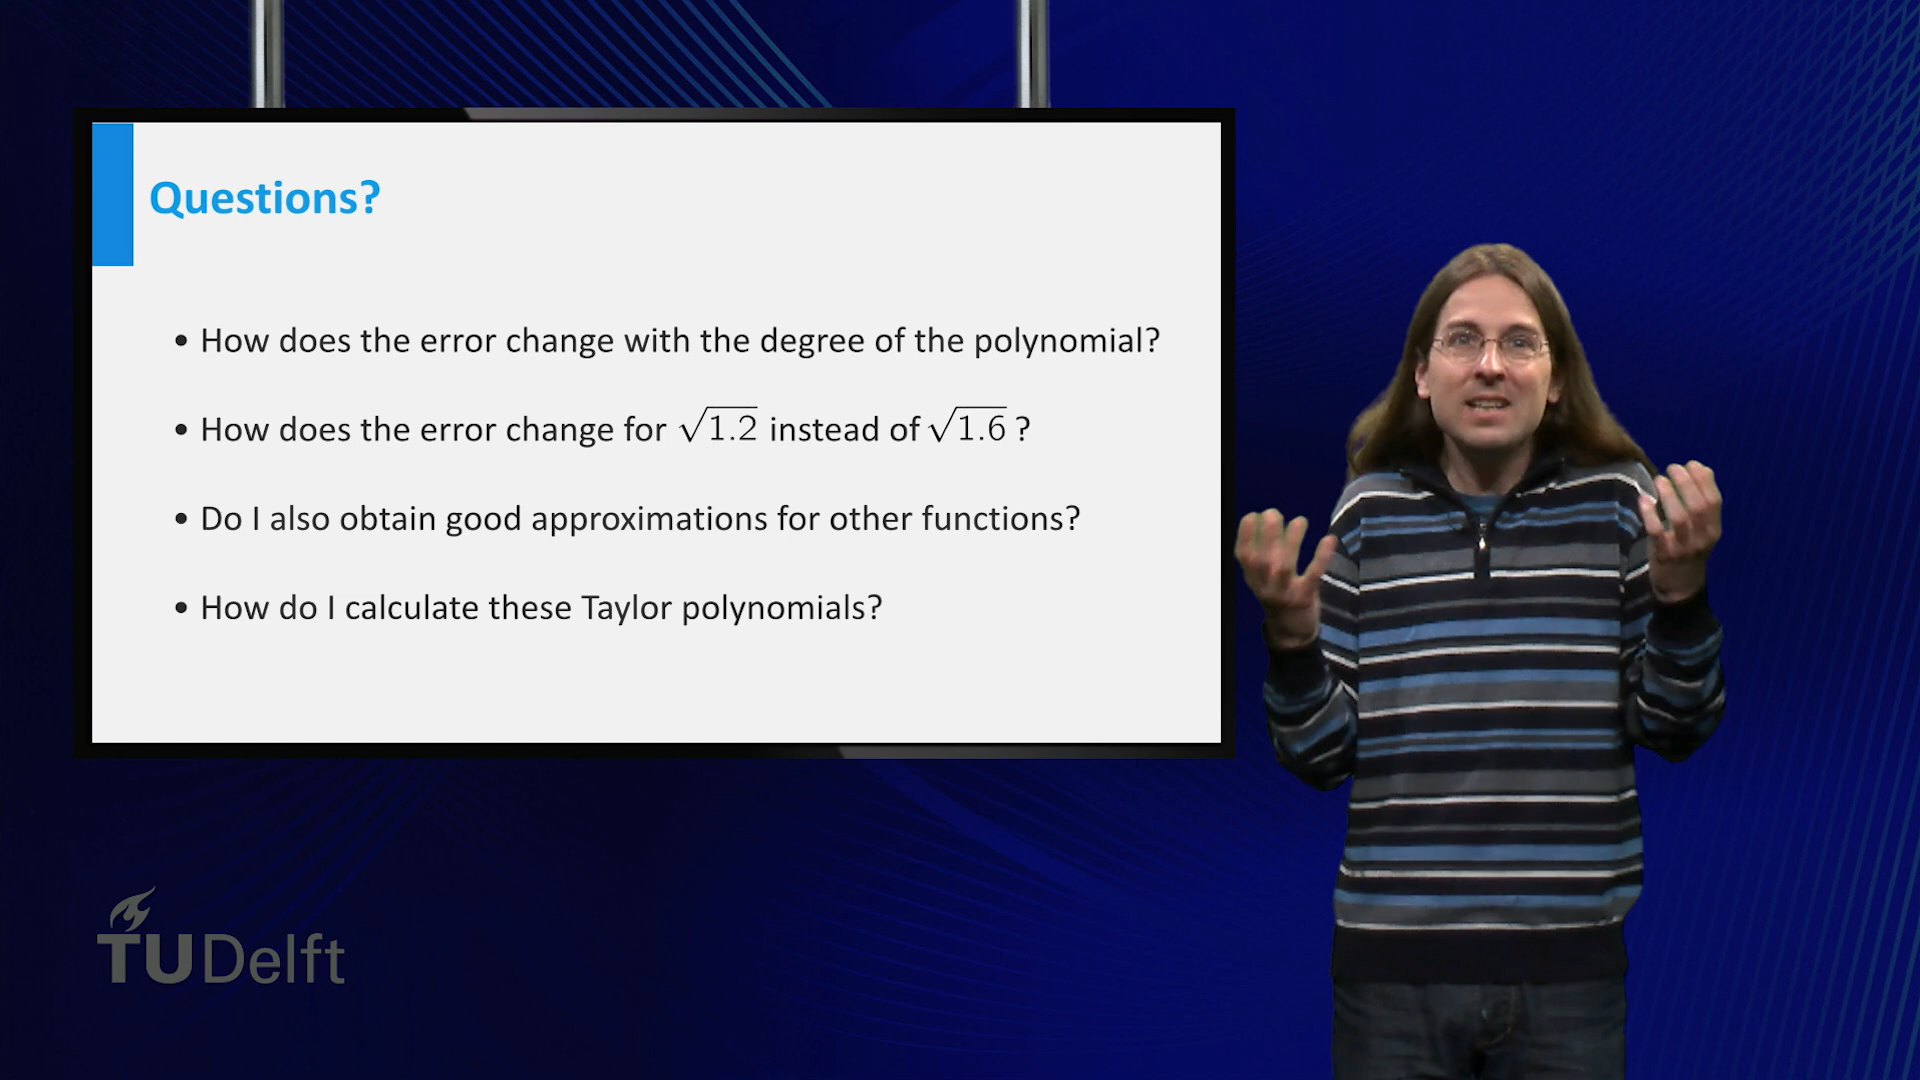 Questions?
• How does the error change with the degree of the polynomial?
• How does the error change for √1.2 instead of √1.6 ?
• Do I also obtain good approximations for other functions?
• How do I calculate these Taylor polynomials?
TU Delft